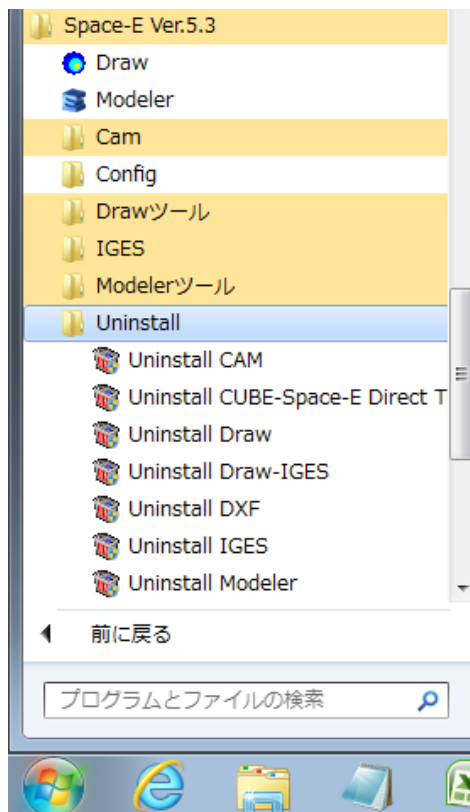 Space-E Ver.5.3
Draw
Modeler
Cam
Config
Drawツール
IGES
Modelerツール
Uninstall
Uninstall CAM
Uninstall CUBE-Space-E Direct T
Uninstall Draw
Uninstall Draw-IGES
Uninstall DXF
Uninstall IGES
Uninstall Modeler
前に戻る
プログラムとファイルの検索